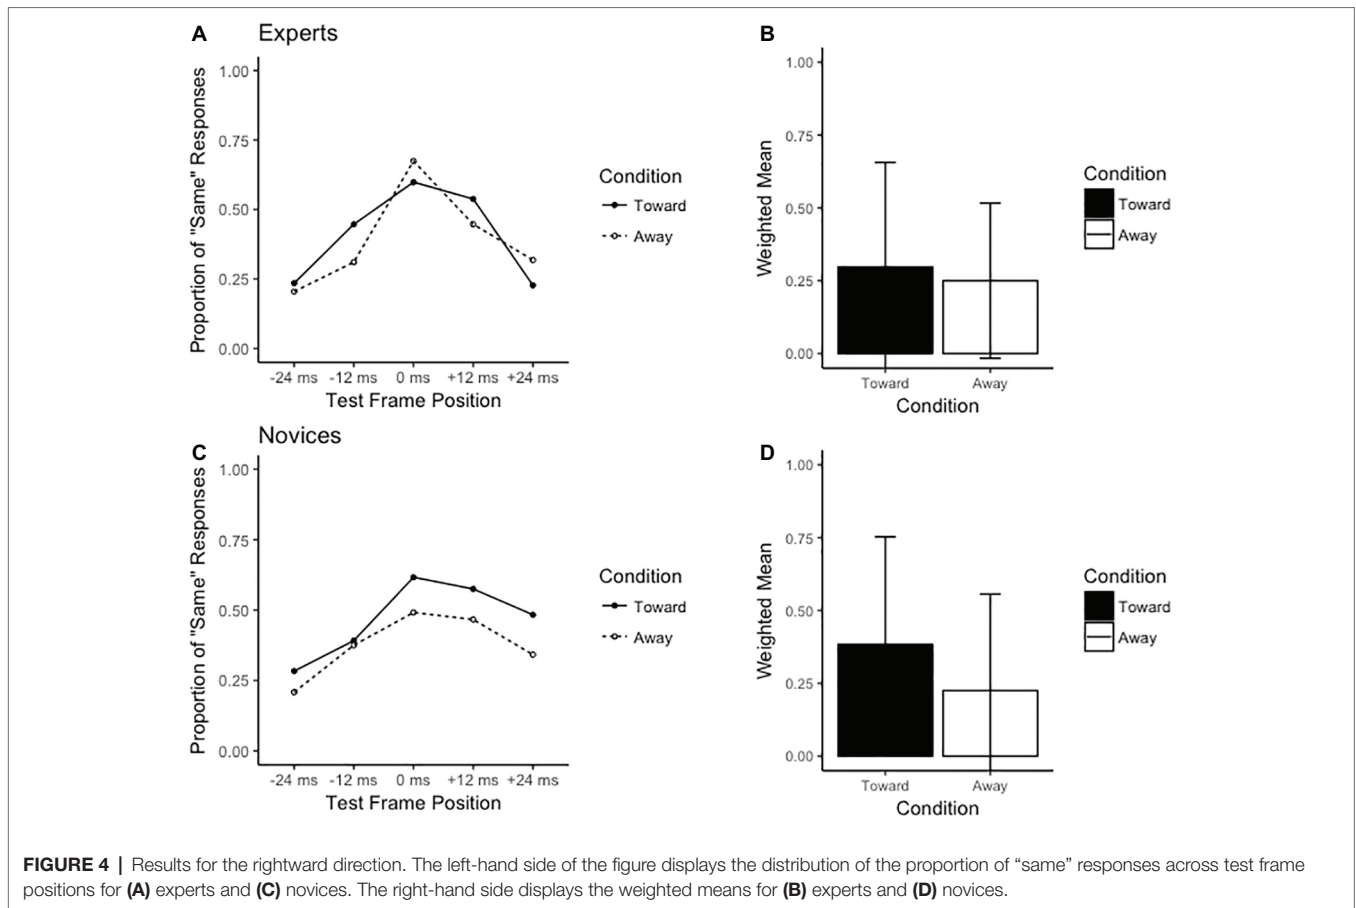 A
Experts
Proportion of "Same" Responses
1.00
0.75
0.50
0.25
0.00
-24 ms -12 ms 0 ms +12 ms +24 ms
Test Frame Position
Condition
Toward
Away
B
Weighted Mean
1.00
0.75
0.50
0.25
0.00
Toward Away
Condition
Condition
Toward
Away
C
Novices
Proportion of "Same" Responses
1.00
0.75
0.50
0.25
0.00
-24 ms -12 ms 0 ms +12 ms +24 ms
Test Frame Position
Condition
Toward
Away
D
Weighted Mean
1.00
0.75
0.50
0.25
0.00
Toward Away
Condition
Condition
Toward
Away
FIGURE 4 | Results for the rightward direction. The left-hand side of the figure displays the distribution of the proportion of “same” responses across test frame
positions for (A) experts and (C) novices. The right-hand side displays the weighted means for (B) experts and (D) novices.